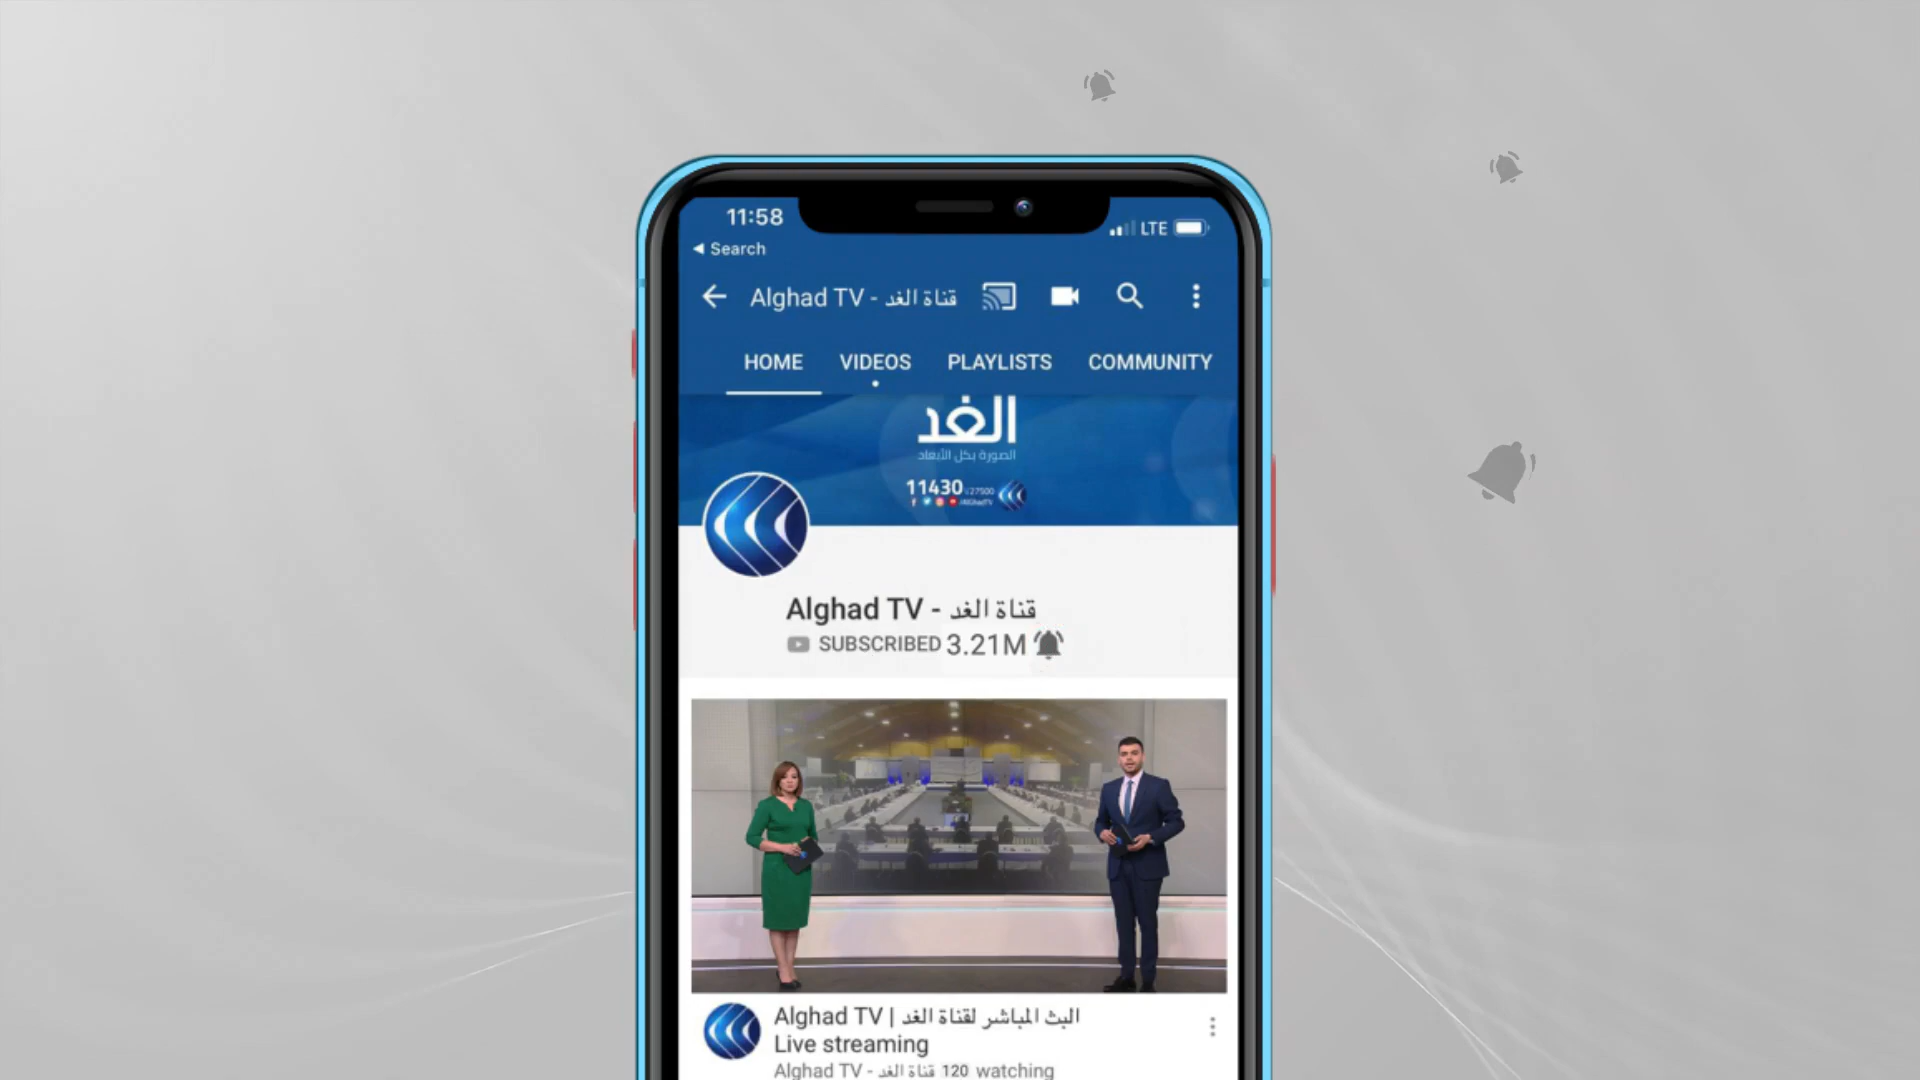 11:58
LTE
◀ Search
Alghad TV - قناة الغد
HOME VIDEOS PLAYLISTS COMMUNITY
الغد
الصورة بكل الأبعاد
11430 27500
/AlGhadTV
Alghad TV - قناة الغد
SUBSCRIBED 3.21M
Alghad TV | البث المباشر لقناة الغد
Live streaming
Alghad TV - قناة الغد 120 watching